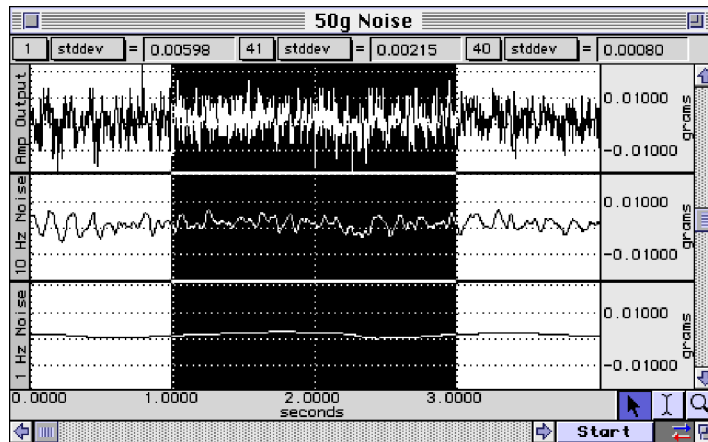 50g Noise
1 stddev = 0.00598 41 stddev = 0.00215 40 stddev = 0.00080
Amp Output
0.01000
-0.01000
grams
10 Hz Noise
0.01000
-0.01000
grams
1 Hz Noise
0.01000
-0.01000
grams
0.0000 1.0000 2.0000 3.0000
seconds
Start